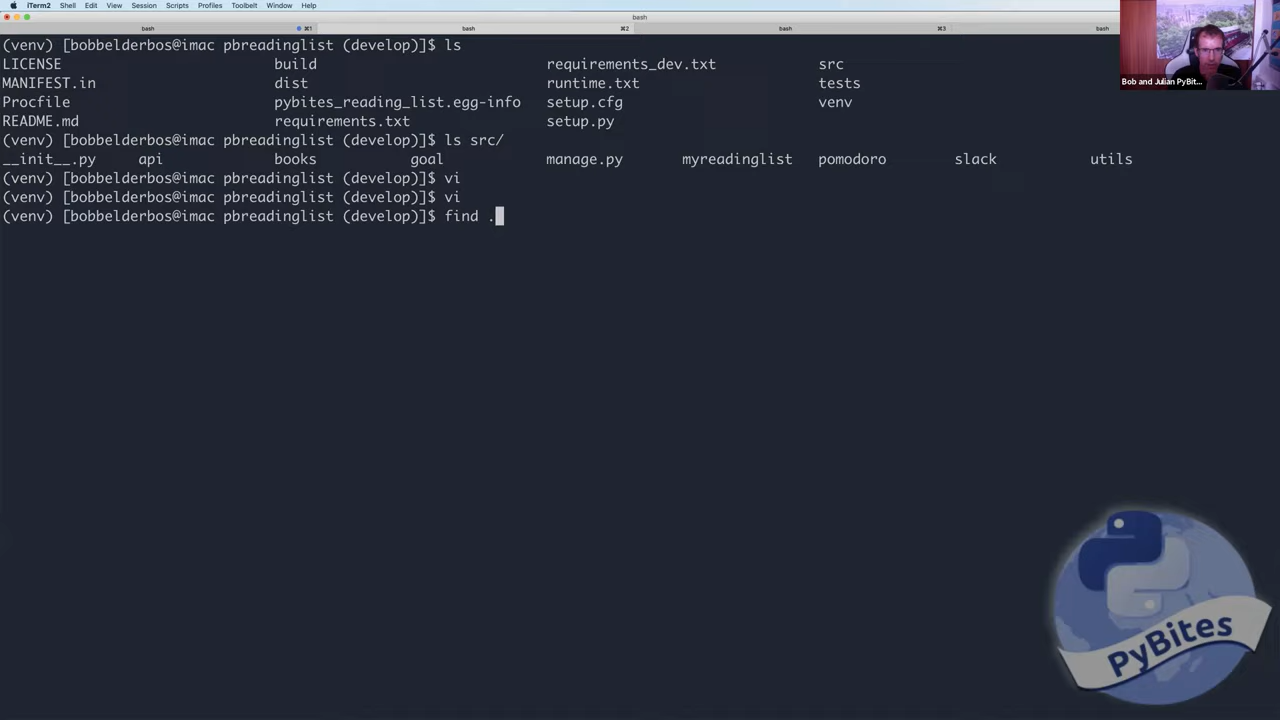 iTerm2 Shell Edit View Session Scripts Profiles Toolbelt Window Help
bash
bash ⌘1 bash ⌘2 bash ⌘3 bash
(venv) [bobbelderbos@imac pbreadinglist (develop)]$ ls
LICENSE build requirements_dev.txt src
MANIFEST.in dist runtime.txt tests
Procfile pybites_reading_list.egg-info setup.cfg venv
README.md requirements.txt setup.py
(venv) [bobbelderbos@imac pbreadinglist (develop)]$ ls src/
__init__.py api books goal manage.py myreadinglist pomodoro slack utils
(venv) [bobbelderbos@imac pbreadinglist (develop)]$ vi
(venv) [bobbelderbos@imac pbreadinglist (develop)]$ vi
(venv) [bobbelderbos@imac pbreadinglist (develop)]$ find .
Bob and Julian PyBit...
PyBites